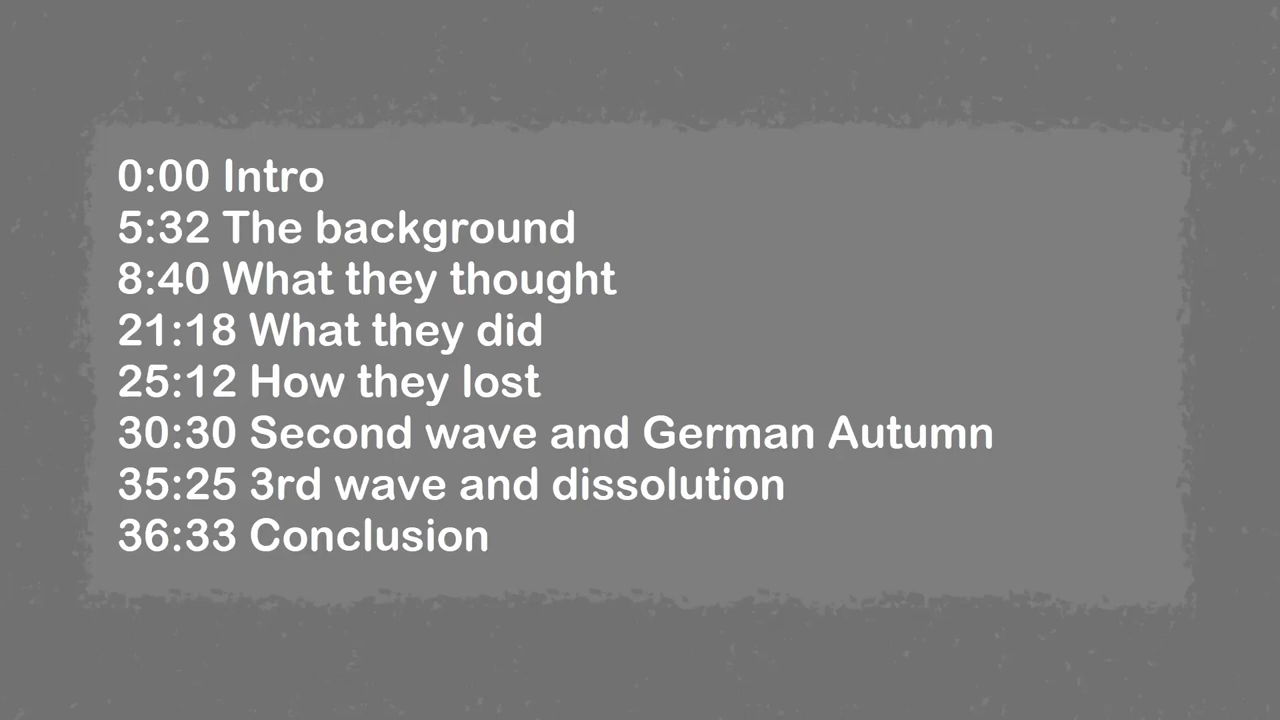 0:00 Intro
5:32 The background
8:40 What they thought
21:18 What they did
25:12 How they lost
30:30 Second wave and German Autumn
35:25 3rd wave and dissolution
36:33 Conclusion